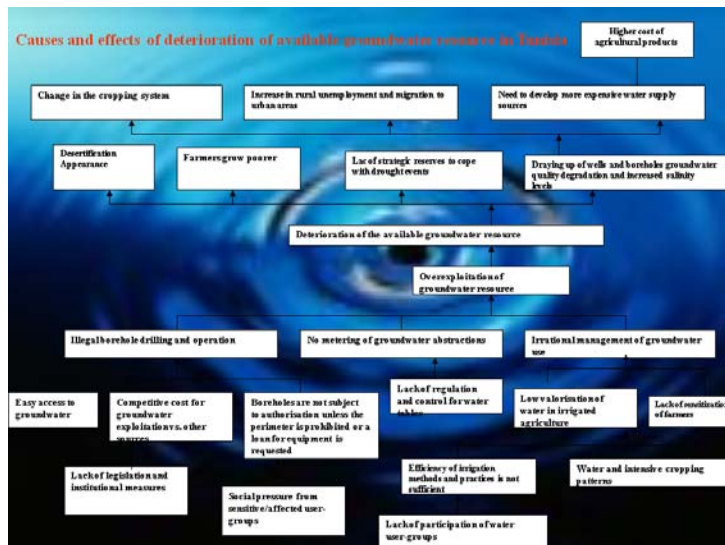 Causes and effects of deterioration of available groundwater resource in Tunisia
Higher cost of
agricultural products
Change in the cropping system
Increase in rural unemployment and migration to
urban areas
Need to develop more expensive water supply
sources
Desertification
Appearance
Farmers grow poorer
Lac of strategic reserves to cope
with drought events
Draying up of wells and boreholes groundwater
quality degradation and increased salinity
levels
Deterioration of the available groundwater resource
Overexploitation of
groundwater resource
Illegal borehole drilling and operation
No metering of groundwater abstractions
Irrational management of groundwater
use
Easy access to
groundwater
Competitive cost for
groundwater
exploitation vs. other
sources
Boreholes are not subject
to authorisation unless the
perimeter is prohibited or a
loan for equipment is
requested
Lack of regulation
and control for water
tables
Low valorisation of
water in irrigated
agriculture
Lack of sensitization
of farmers
Lack of legislation and
institutional measures
Social pressure from
sensitive/affected user-
groups
Efficiency of irrigation
methods and practices is not
sufficient
Water and intensive cropping
patterns
Lack of participation of water
user-groups